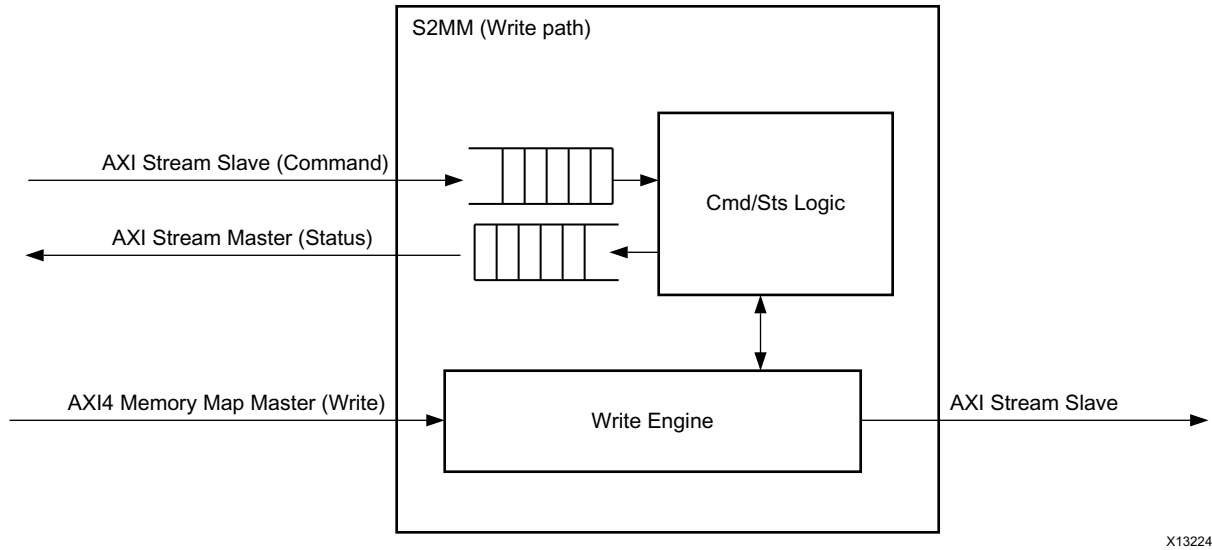 S2MM (Write path)
AXI Stream Slave (Command)
Cmd/Sts Logic
AXI Stream Master (Status)
AXI4 Memory Map Master (Write)
Write Engine
AXI Stream Slave
X13224